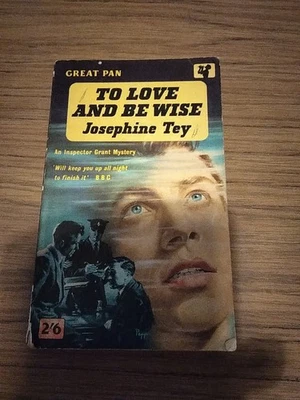 GREAT PAN
TO LOVE
AND BE WISE
Josephine Tey
An Inspector Grant Mystery
'Will keep you up all night
to finish it'. B.B.C.
2/6